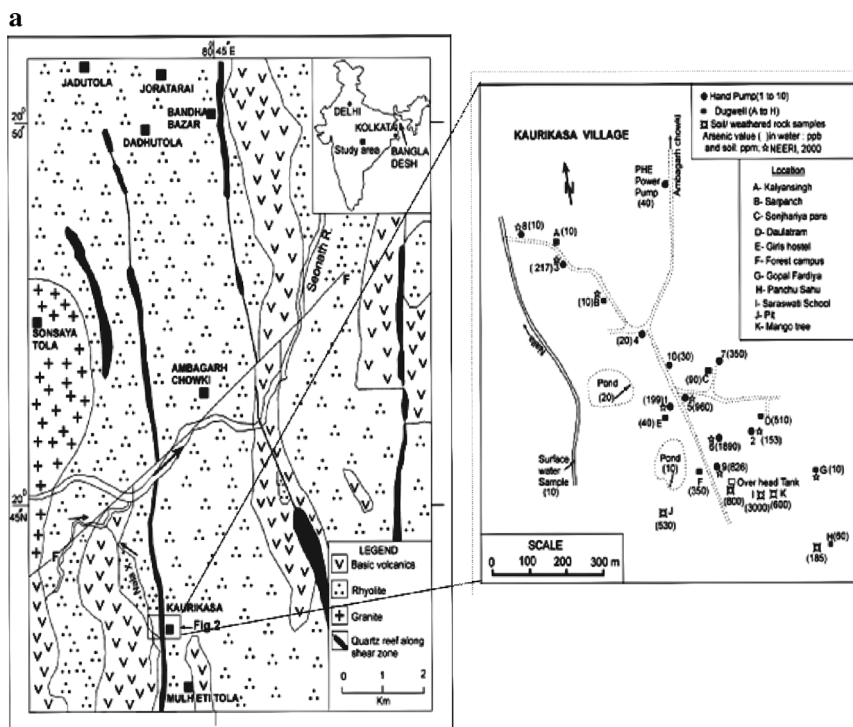 a
80 45 E
JADUTOLA
JORATARAI
BANDHA
BAZAR
DADHUTOLA
20
50
DELHI
KOLKATA
Study area
BANGLA
DESH
Seonath R.
F
SONSAYA
TOLA
AMBAGARH
CHOWKI
20
45N
F
Nala-X
KAURIKASA
Fig.2
MULHETITOLA
LEGEND
Basic volcanics
Rhyolite
Granite
Quartz reef along
shear zone
0 1 2
Km
Hand Pump(1 to 10)
Dugwell (A to H)
Soil/ weathered rock samples
Arsenic value ( )in water : ppb
and soil: ppm; ☆ NEERI, 2000
KAURIKASA VILLAGE
N
PHE
Power
Pump
(40)
Ambagarh chowki
Location
A- Kalyansingh
B- Sarpanch
C- Sonjhariya para
D- Daulatram
E- Girls hostel
F- Forest campus
G- Gopal Fardiya
H- Panchu Sahu
I- Saraswati School
J- Pit
K- Mango tree
8(10)
A (10)
(217)3
(10)B
(20) 4
10(30)
7(350)
(90)C
Nala
Pond
(20)
(199)1
5(960)
(40) E
D(510)
2 (153)
6(1890)
Pond
(10)
9(826)
F
(350)
Over head Tank
(800)
I
(3000)
K
(600)
G(10)
Surface
water
Sample
(10)
J
(530)
H(60)
(185)
SCALE
0 100 200 300 m